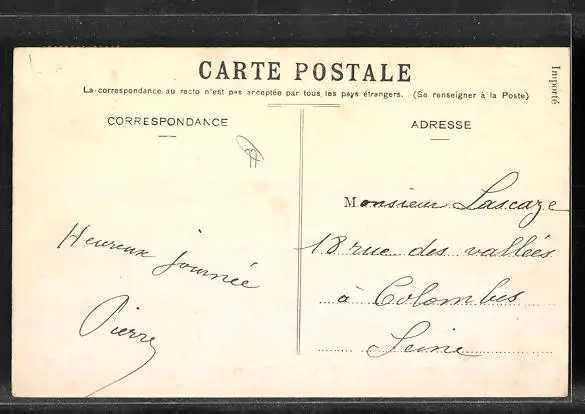 CARTE POSTALE
La correspondance au recto n'est pas acceptée par tous les pays étrangers. (Se renseigner à la Poste)
Importé
CORRESPONDANCE
Heureux journée
Pierre
ADRESSE
Monsieur Lascaze
18 rue des vallées
à Colombes
Seine